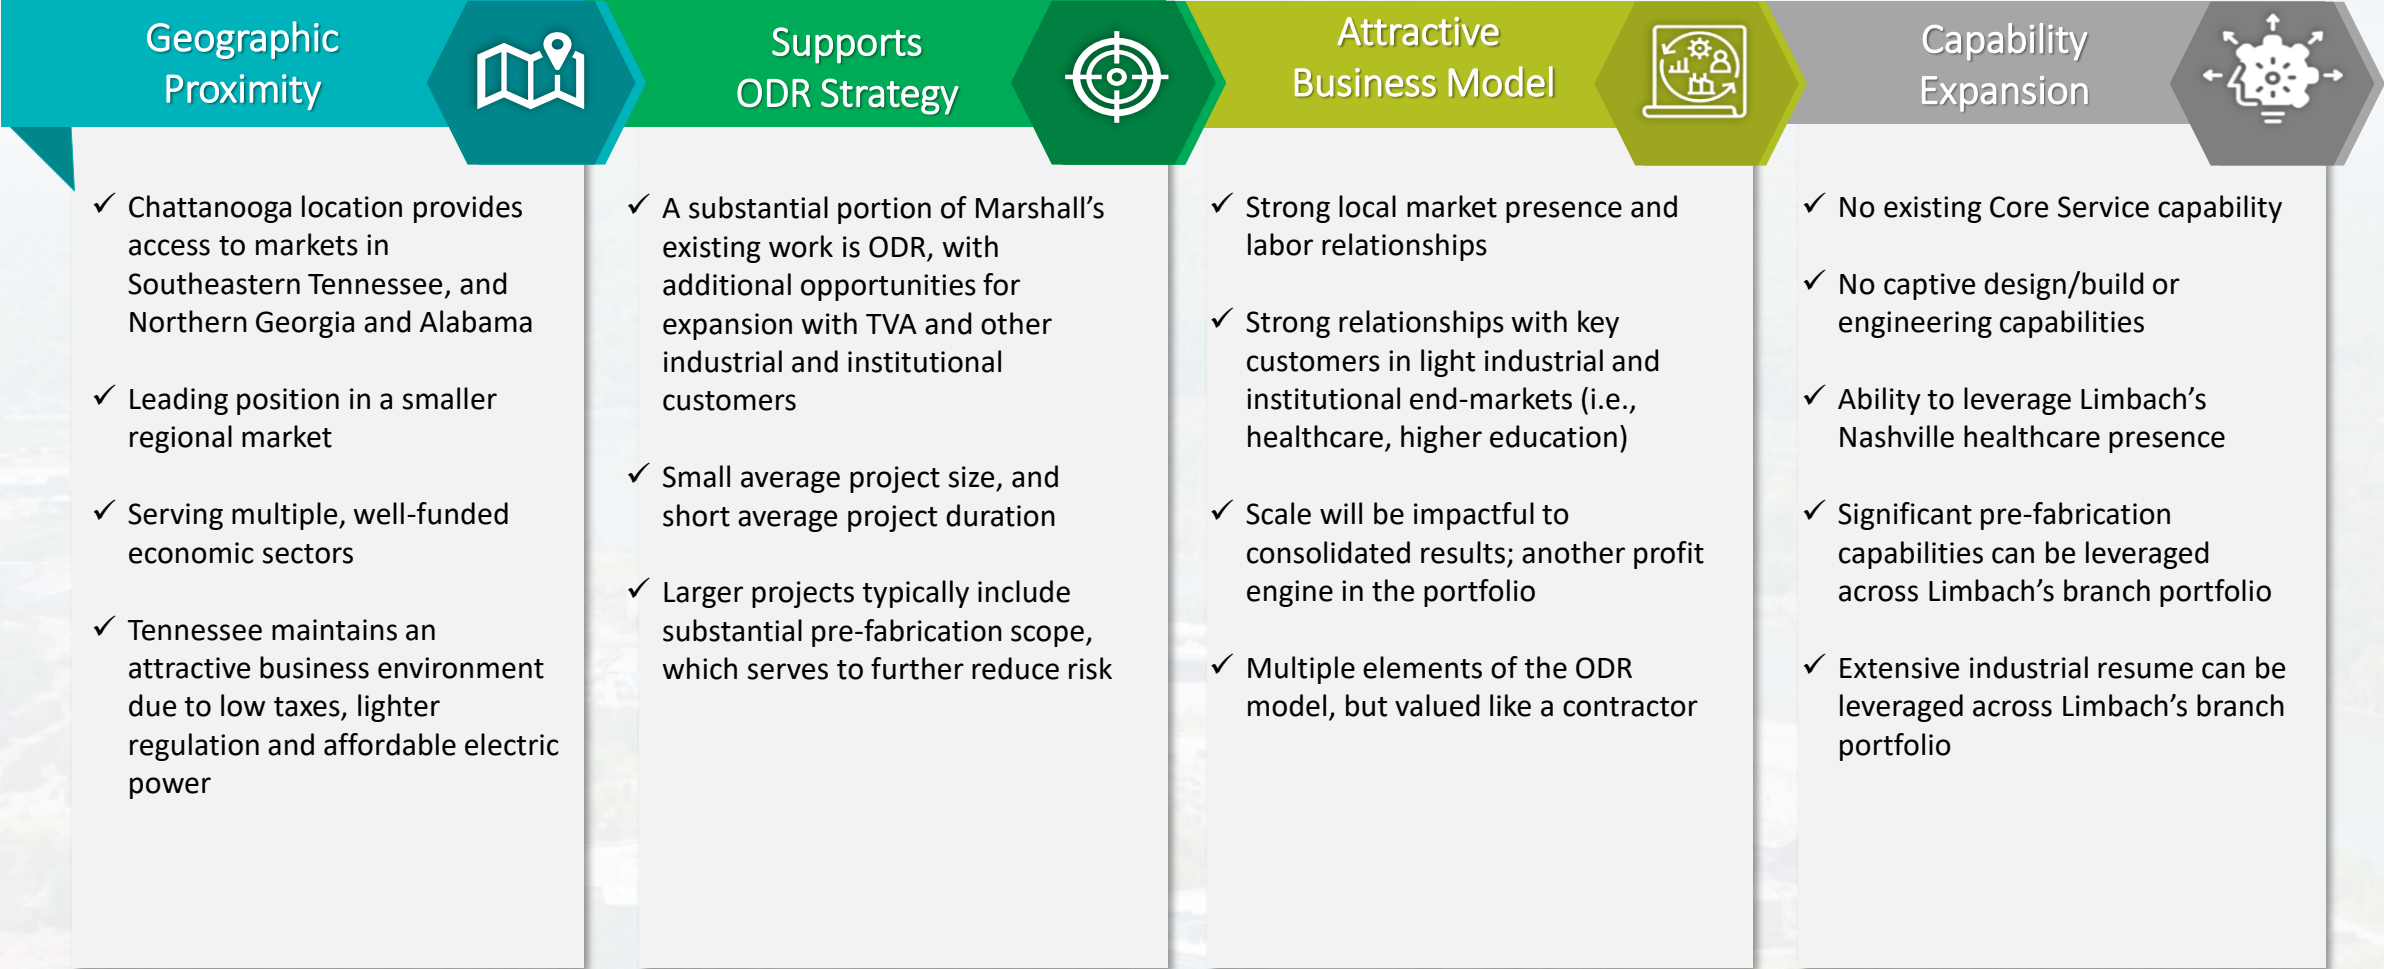 Geographic
Proximity
✓ Chattanooga location provides
access to markets in
Southeastern Tennessee, and
Northern Georgia and Alabama
✓ Leading position in a smaller
regional market
✓ Serving multiple, well-funded
economic sectors
✓ Tennessee maintains an
attractive business environment
due to low taxes, lighter
regulation and affordable electric
power
Supports
ODR Strategy
✓ A substantial portion of Marshall’s
existing work is ODR, with
additional opportunities for
expansion with TVA and other
industrial and institutional
customers
✓ Small average project size, and
short average project duration
✓ Larger projects typically include
substantial pre-fabrication scope,
which serves to further reduce risk
Attractive
Business Model
✓ Strong local market presence and
labor relationships
✓ Strong relationships with key
customers in light industrial and
institutional end-markets (i.e.,
healthcare, higher education)
✓ Scale will be impactful to
consolidated results; another profit
engine in the portfolio
✓ Multiple elements of the ODR
model, but valued like a contractor
Capability
Expansion
✓ No existing Core Service capability
✓ No captive design/build or
engineering capabilities
✓ Ability to leverage Limbach’s
Nashville healthcare presence
✓ Significant pre-fabrication
capabilities can be leveraged
across Limbach’s branch portfolio
✓ Extensive industrial resume can be
leveraged across Limbach’s branch
portfolio